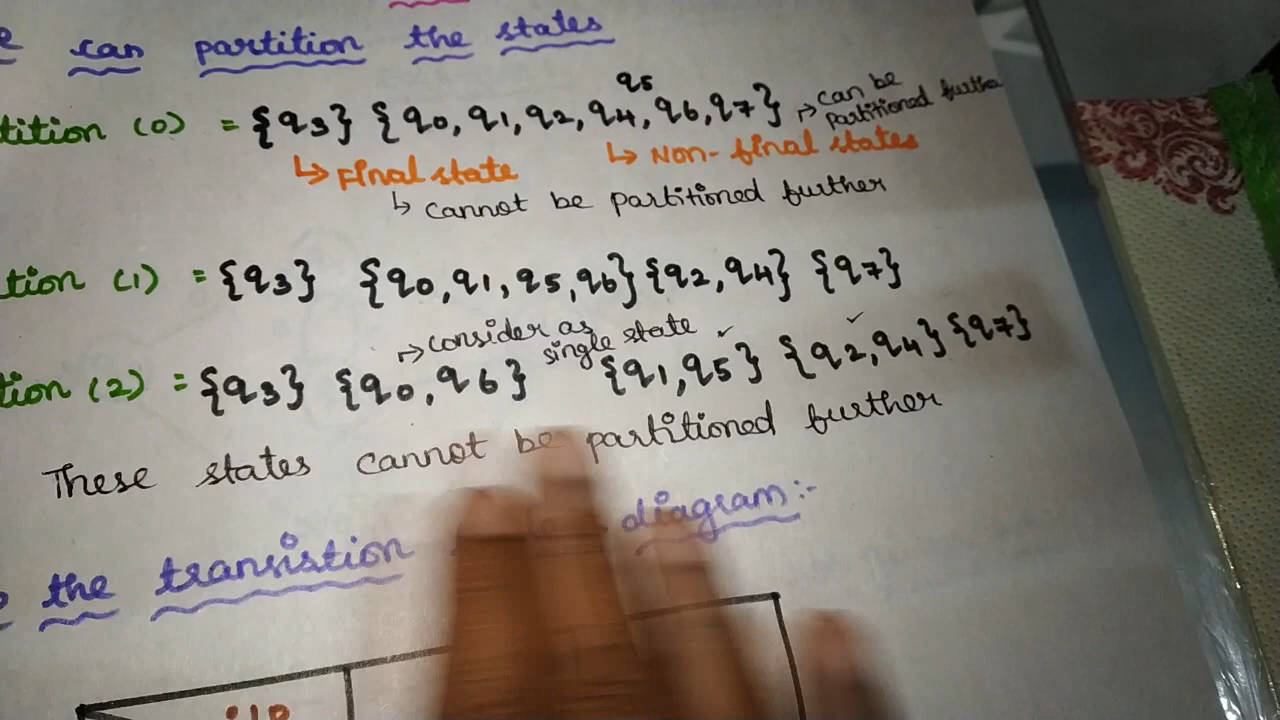 can partition the states
q5
tition (0) = {q3} {q0, q1, q2, q4, q6, q7} ↳ can be
partitioned further
↳ Final state ↳ Non-final states
↳ cannot be partitioned further
tion (1) = {q3} {q0, q1, q5, q6} {q2, q4} {q7}
↳ consider as
single state
tion (2) = {q3} {q0, q6} {q1, q5} {q2, q4} {q7}
These states cannot be partitioned further
the transistion diagram:-